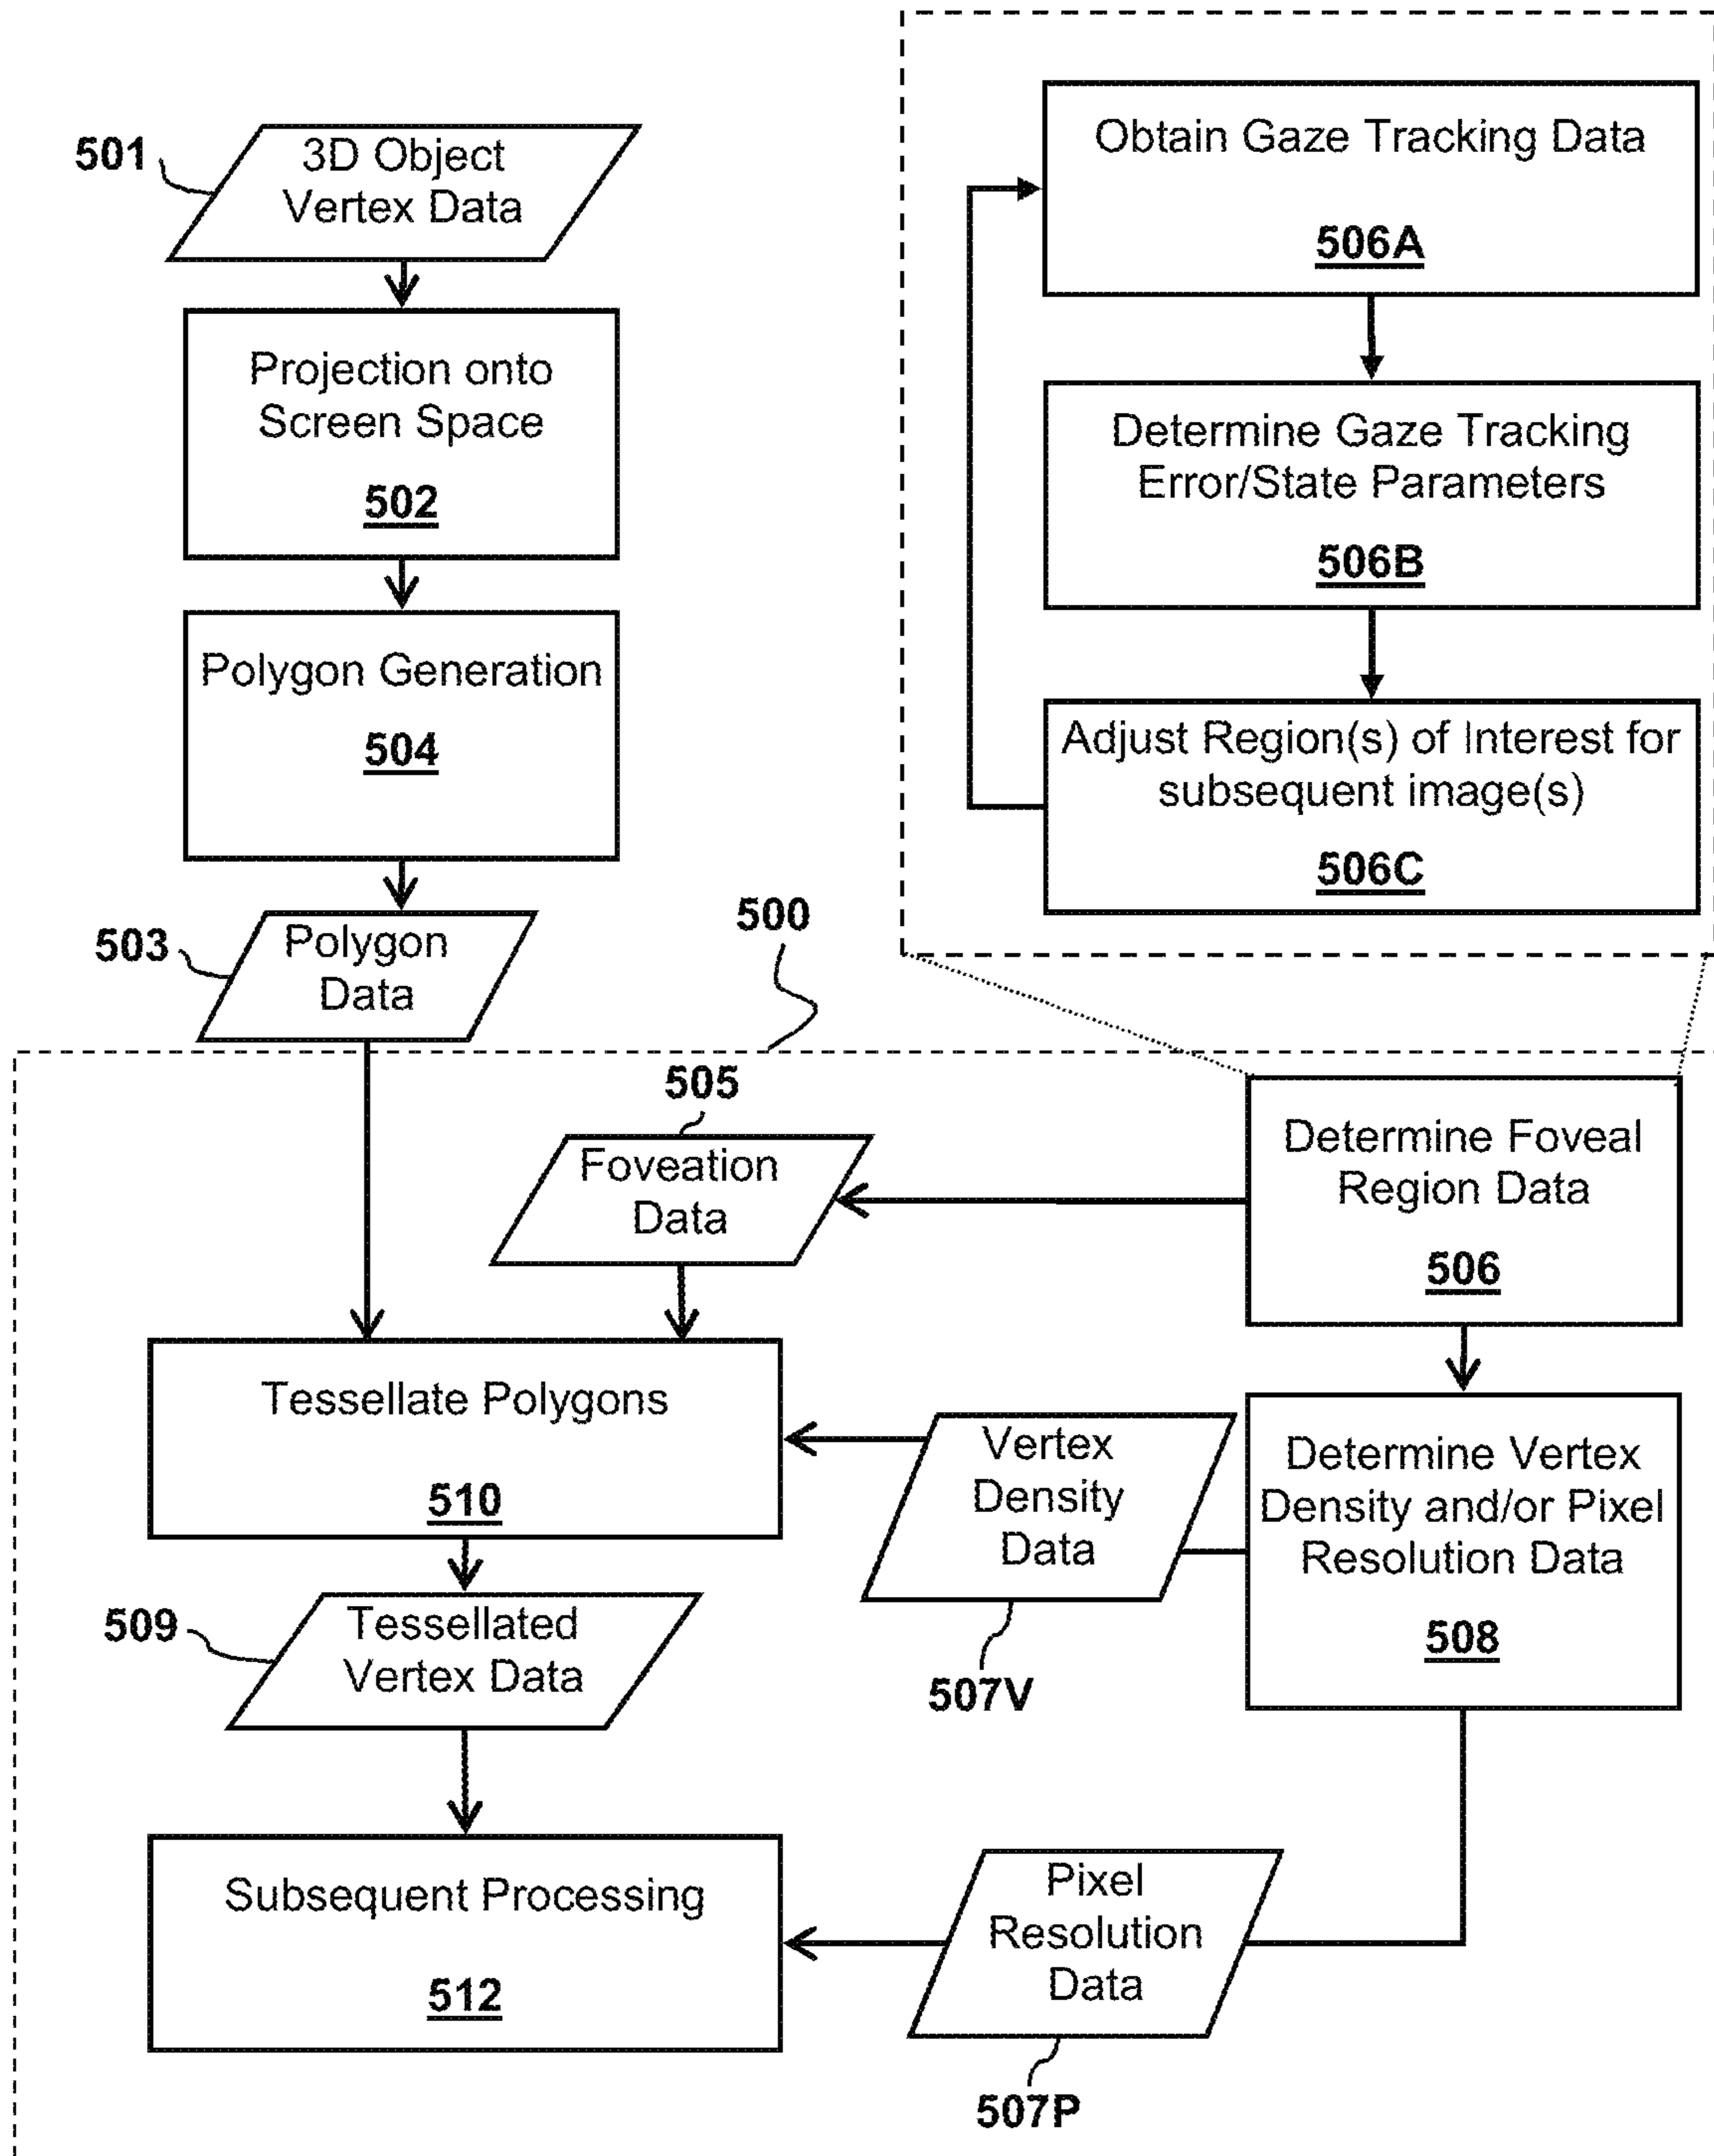 501
3D Object
Vertex Data
Projection onto
Screen Space
502
Polygon Generation
504
503
Polygon
Data
Obtain Gaze Tracking Data
506A
Determine Gaze Tracking
Error/State Parameters
506B
Adjust Region(s) of Interest for
subsequent image(s)
506C
500
505
Foveation
Data
Determine Foveal
Region Data
506
Tessellate Polygons
510
Vertex
Density
Data
507V
Determine Vertex
Density and/or Pixel
Resolution Data
508
509
Tessellated
Vertex Data
Subsequent Processing
512
Pixel
Resolution
Data
507P